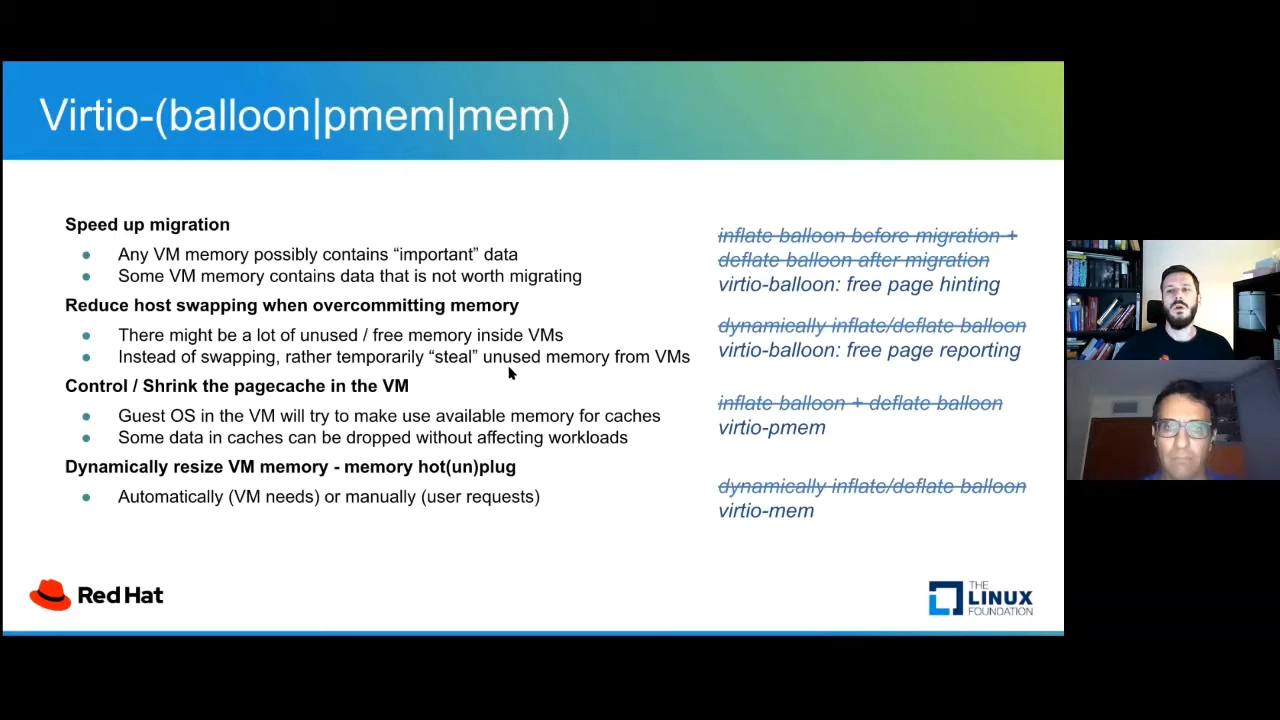 Virtio-(balloon|pmem|mem)
Speed up migration
● Any VM memory possibly contains “important” data
● Some VM memory contains data that is not worth migrating
inflate balloon before migration +
deflate balloon after migration
virtio-balloon: free page hinting
Reduce host swapping when overcommitting memory
● There might be a lot of unused / free memory inside VMs
● Instead of swapping, rather temporarily “steal” unused memory from VMs
dynamically inflate/deflate balloon
virtio-balloon: free page reporting
Control / Shrink the pagecache in the VM
● Guest OS in the VM will try to make use available memory for caches
● Some data in caches can be dropped without affecting workloads
inflate balloon + deflate balloon
virtio-pmem
Dynamically resize VM memory - memory hot(un)plug
● Automatically (VM needs) or manually (user requests)
dynamically inflate/deflate balloon
virtio-mem
Red Hat
THE
LINUX
FOUNDATION